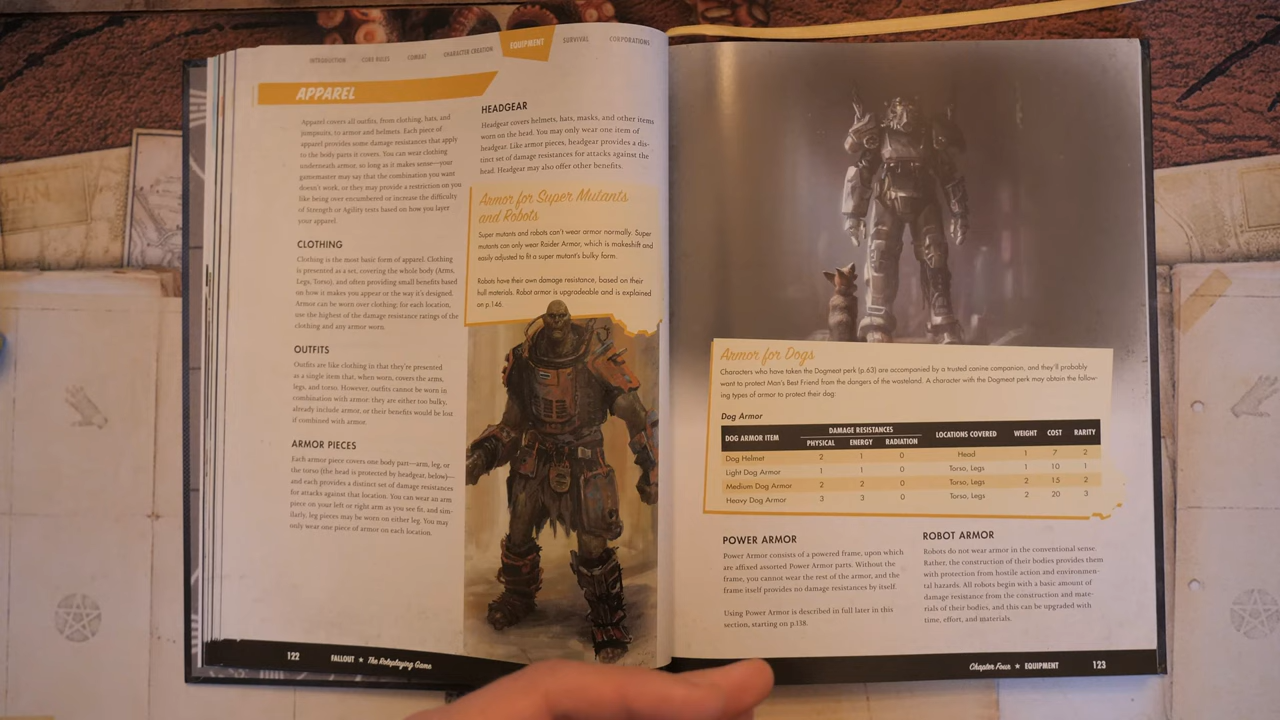 INTRODUCTION CORE RULES COMBAT CHARACTER CREATION EQUIPMENT SURVIVAL CORPORATIONS
APPAREL
Apparel covers all outfits, from clothing, hats, and
jumpsuits, to armor and helmets. Each piece of
apparel provides some damage resistances that apply
to the body parts it covers. You can wear clothing
underneath armor, so long as it makes sense—your
gamemaster may say that the combination you want
doesn't work, or they may provide a restriction on you
like being over encumbered or increase the difficulty
of Strength or Agility tests based on how you layer
your apparel.
CLOTHING
Clothing is the most basic form of apparel. Clothing
is presented as a set, covering the whole body (Arms,
Legs, Torso), and often providing small benefits based
on how it makes you appear or the way it's designed.
Armor can be worn over clothing: for each location,
use the highest of the damage resistance ratings of the
clothing and any armor worn.
OUTFITS
Outfits are like clothing in that they're presented
as a single item that, when worn, covers the arms,
legs, and torso. However, outfits cannot be worn in
combination with armor: they are either too bulky,
already include armor, or their benefits would be lost
if combined with armor.
ARMOR PIECES
Each armor piece covers one body part—arm, leg, or
the torso (the head is protected by headgear, below)—
and each provides a distinct set of damage resistances
for attacks against that location. You can wear an arm
piece on your left or right arm as you see fit, and sim-
ilarly, leg pieces may be worn on either leg. You may
only wear one piece of armor on each location.
HEADGEAR
Headgear covers helmets, hats, masks, and other items
worn on the head. You may only wear one item of
headgear. Like armor pieces, headgear provides a dis-
tinct set of damage resistances for attacks against the
head. Headgear may also offer other benefits.
Armor for Super Mutants
and Robots
Super mutants and robots can't wear armor normally. Super
mutants can only wear Raider Armor, which is makeshift and
easily adjusted to fit a super mutant's bulky form.
Robots have their own damage resistance, based on their
hull materials. Robot armor is upgradeable and is explained
on p.146.
122 FALLOUT ★ The Roleplaying Game
Armor for Dogs
Characters who have taken the Dogmeat perk (p.63) are accompanied by a trusted canine companion, and they'll probably
want to protect Man's Best Friend from the dangers of the wasteland. A character with the Dogmeat perk may obtain the follow-
ing types of armor to protect their dog:
Dog Armor
DOG ARMOR ITEM DAMAGE RESISTANCES LOCATIONS COVERED WEIGHT COST RARITY
PHYSICAL ENERGY RADIATION
Dog Helmet 2 1 0 Head 1 7 2
Light Dog Armor 1 1 0 Torso, Legs 1 10 1
Medium Dog Armor 2 2 0 Torso, Legs 2 15 2
Heavy Dog Armor 3 3 0 Torso, Legs 2 20 3
POWER ARMOR
Power Armor consists of a powered frame, upon which
are affixed assorted Power Armor parts. Without the
frame, you cannot wear the rest of the armor, and the
frame itself provides no damage resistances by itself.
Using Power Armor is described in full later in this
section, starting on p.138.
ROBOT ARMOR
Robots do not wear armor in the conventional sense.
Rather, the construction of their bodies provides them
with protection from hostile action and environmen-
tal hazards. All robots begin with a basic amount of
damage resistance from the construction and mate-
rials of their bodies, and this can be upgraded with
time, effort, and materials.
Chapter Four ★ EQUIPMENT 123